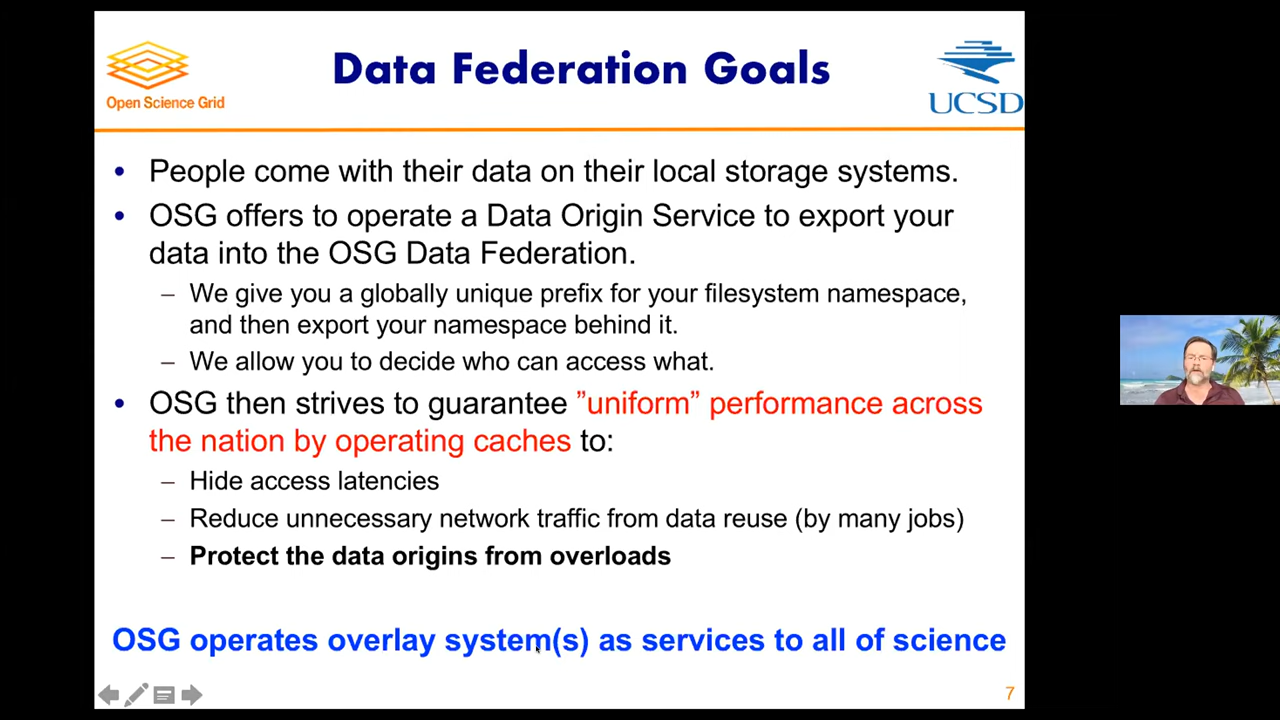 Data Federation Goals
Open Science Grid
UCSD
• People come with their data on their local storage systems.
• OSG offers to operate a Data Origin Service to export your
data into the OSG Data Federation.
– We give you a globally unique prefix for your filesystem namespace,
and then export your namespace behind it.
– We allow you to decide who can access what.
• OSG then strives to guarantee ”uniform” performance across
the nation by operating caches to:
– Hide access latencies
– Reduce unnecessary network traffic from data reuse (by many jobs)
– Protect the data origins from overloads
OSG operates overlay system(s) as services to all of science
7